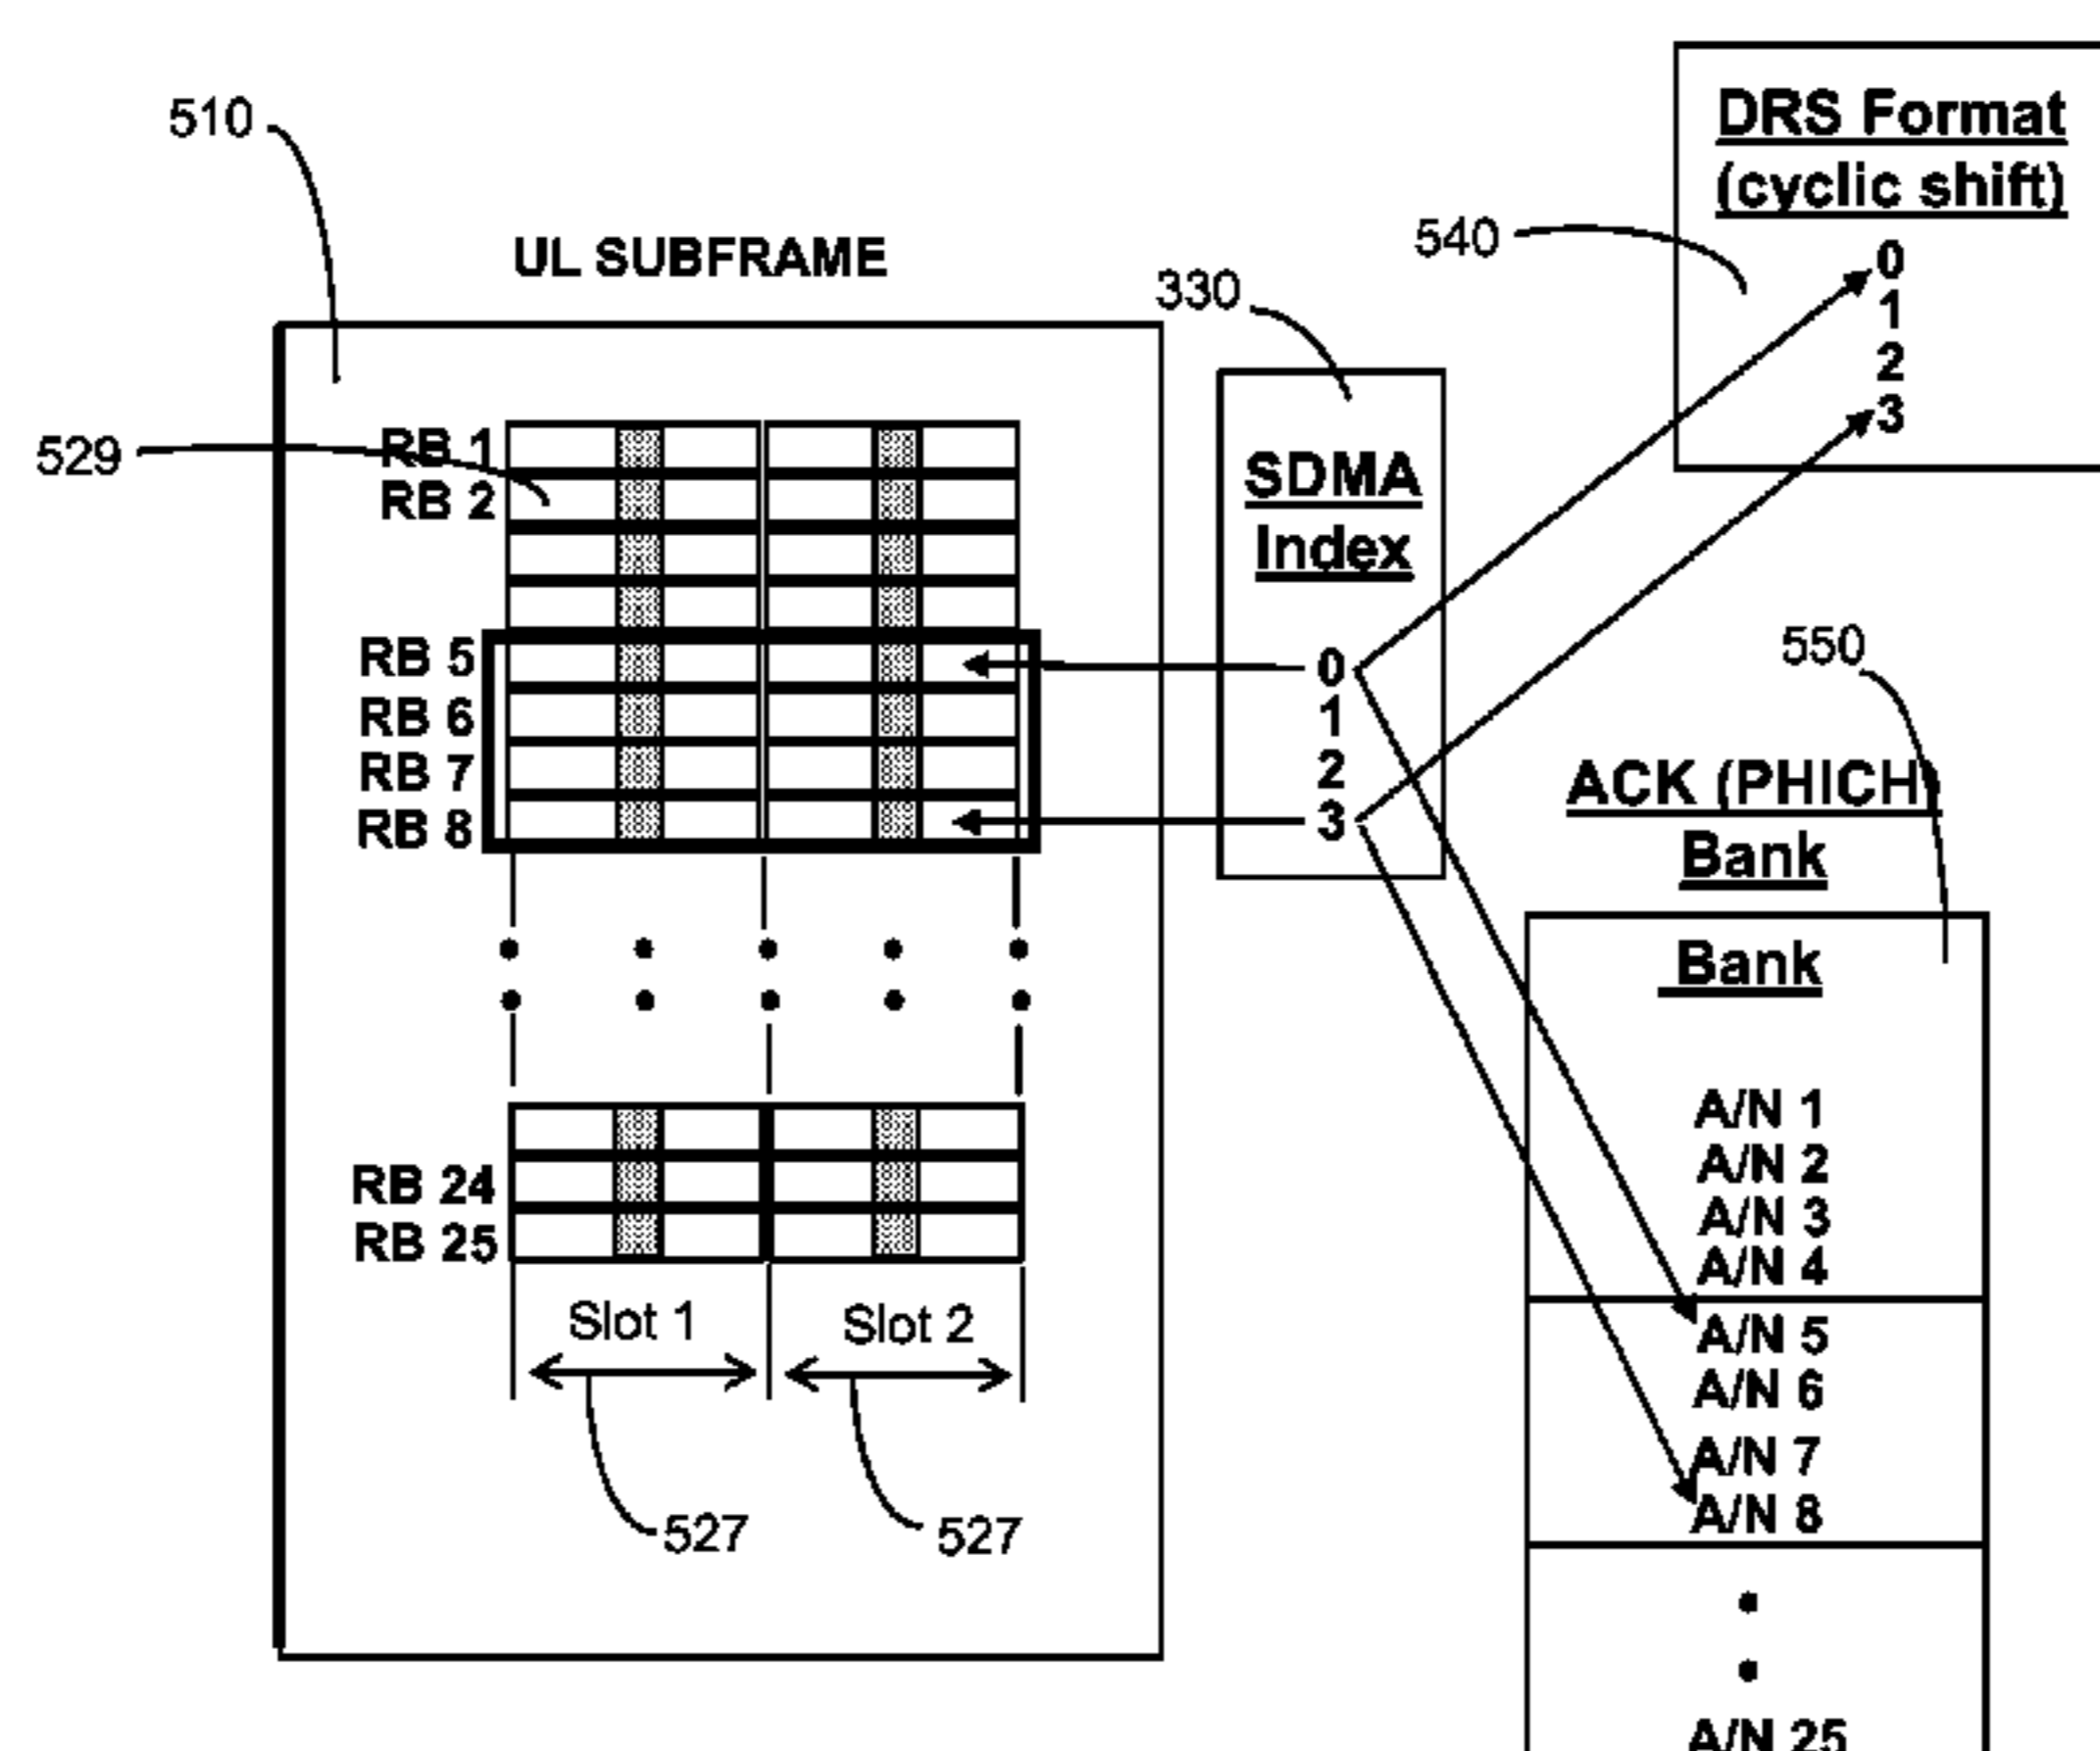 510
UL SUBFRAME
529
RB 1
RB 2
RB 5
RB 6
RB 7
RB 8
RB 24
RB 25
Slot 1
Slot 2
527
527
330
SDMA
Index
0
1
2
3
540
DRS Format
(cyclic shift)
0
1
2
3
550
ACK (PHICH)
Bank
Bank
A/N 1
A/N 2
A/N 3
A/N 4
A/N 5
A/N 6
A/N 7
A/N 8
A/N 25